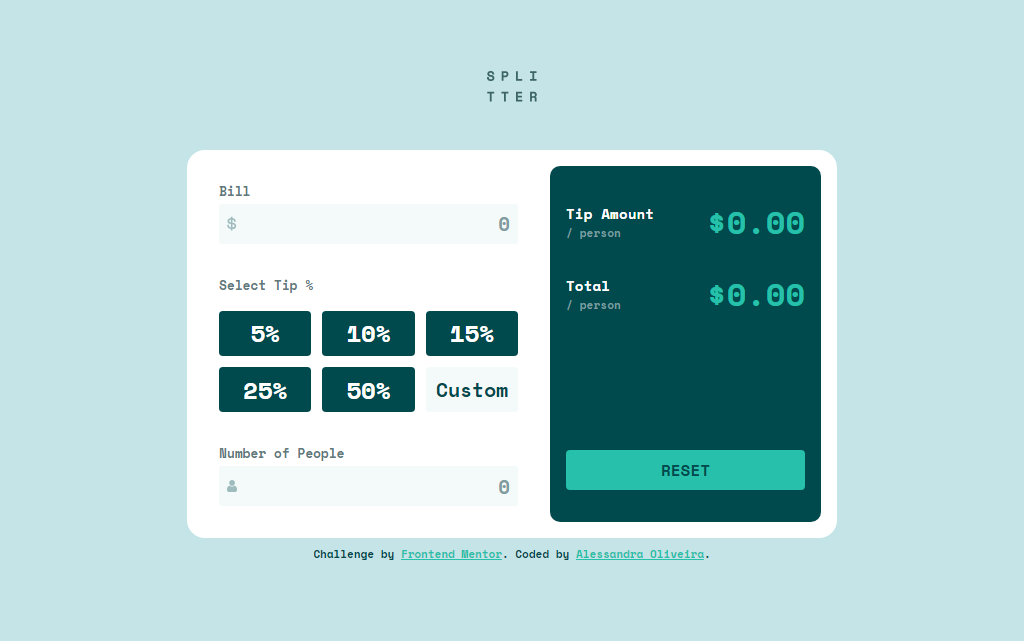 SPLI
TTER
Bill
$ 0
Select Tip %
5% 10% 15%
25% 50% Custom
Number of People
0
Tip Amount
/ person
$0.00
Total
/ person
$0.00
RESET
Challenge by Frontend Mentor. Coded by Alessandra Oliveira.